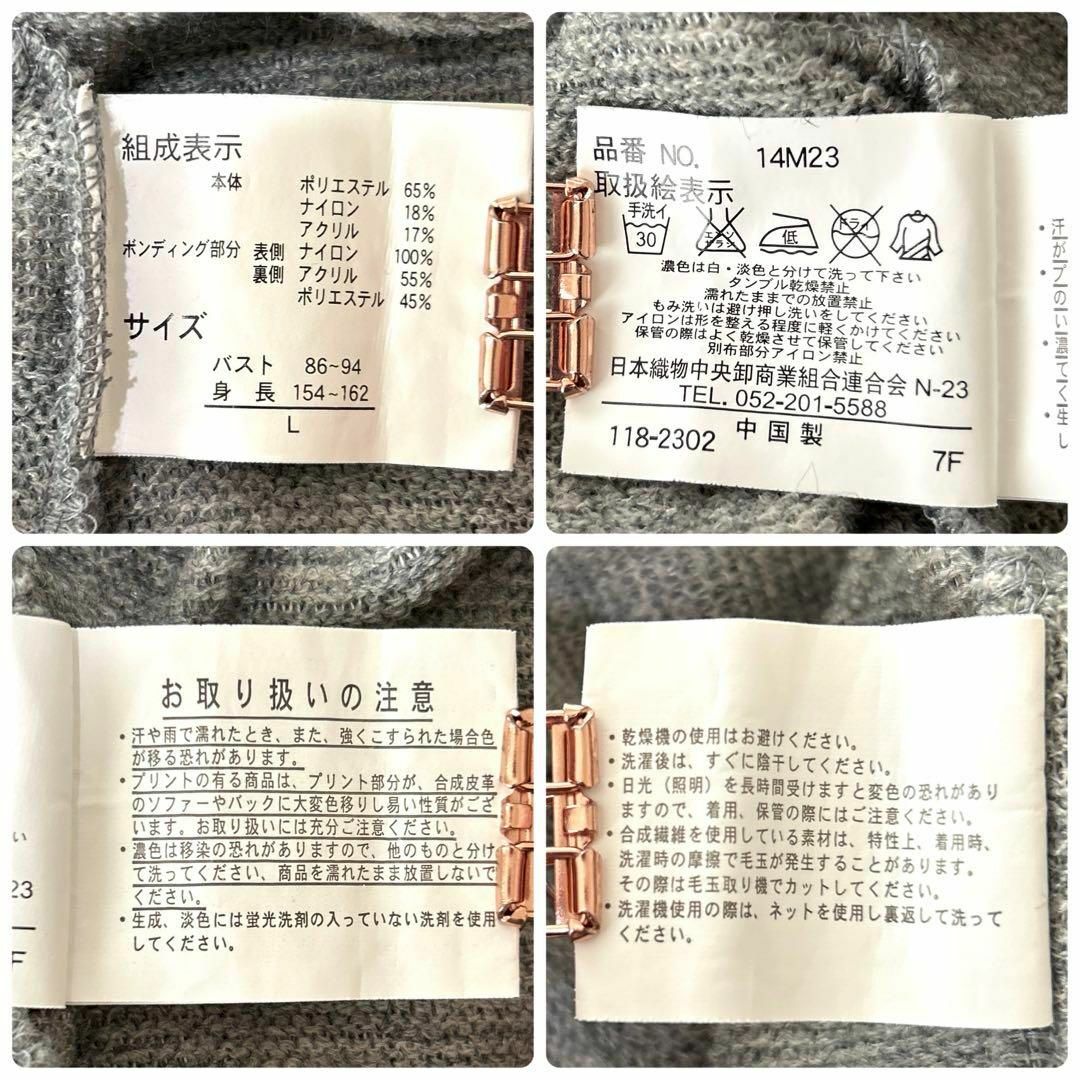 組成表示
本体 ポリエステル 65%
ナイロン 18%
アクリル 17%
ボンディング部分 表側 ナイロン 100%
裏側 アクリル 55%
ポリエステル 45%
サイズ
バスト 86~94
身長 154~162
L
品番 NO. 14M23
取扱絵表示
手洗イ 30 エンソサラシ 低 ドライ
濃色は白・淡色と分けて洗って下さい
タンブル乾燥禁止
濡れたままでの放置禁止
もみ洗いは避け押し洗いをしてください
アイロンは形を整える程度に軽くかけてください
保管の際はよく乾燥させて保管してください
別布部分アイロン禁止
日本織物中央卸商業組合連合会 N-23
TEL. 052-201-5588
中国製
118-2302 7F
・汗
が
・プ
のい
・濃
てく
・生
し
い
23
F
お取り扱いの注意
・汗や雨で濡れたとき、また、強くこすられた場合色
が移る恐れがあります。
・プリントの有る商品は、プリント部分が、合成皮革
のソファーやバックに大変色移りし易い性質がござ
います。お取り扱いには充分ご注意ください。
・濃色は移染の恐れがありますので、他のものと分け
て洗ってください、商品を濡れたまま放置しないで
ください。
・生成、淡色には蛍光洗剤の入っていない洗剤を使用
してください。
・乾燥機の使用はお避けください。
・洗濯後は、すぐに陰干してください。
・日光（照明）を長時間受けますと変色の恐れがあり
ますので、着用、保管の際にはご注意ください。
・合成繊維を使用している素材は、特性上、着用時、
洗濯時の摩擦で毛玉が発生することがあります。
その際は毛玉取り機でカットしてください。
・洗濯機使用の際は、ネットを使用し裏返して洗って
ください。